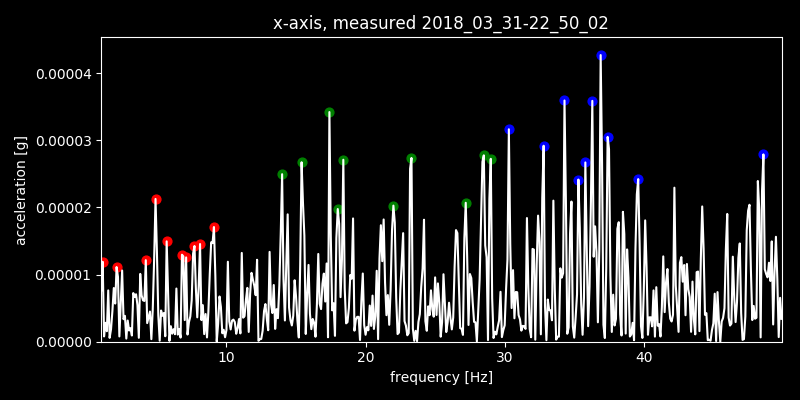 x-axis, measured 2018_03_31-22_50_02
0.00004
0.00003
0.00002
0.00001
0.00000
acceleration [g]
10 20 30 40
frequency [Hz]